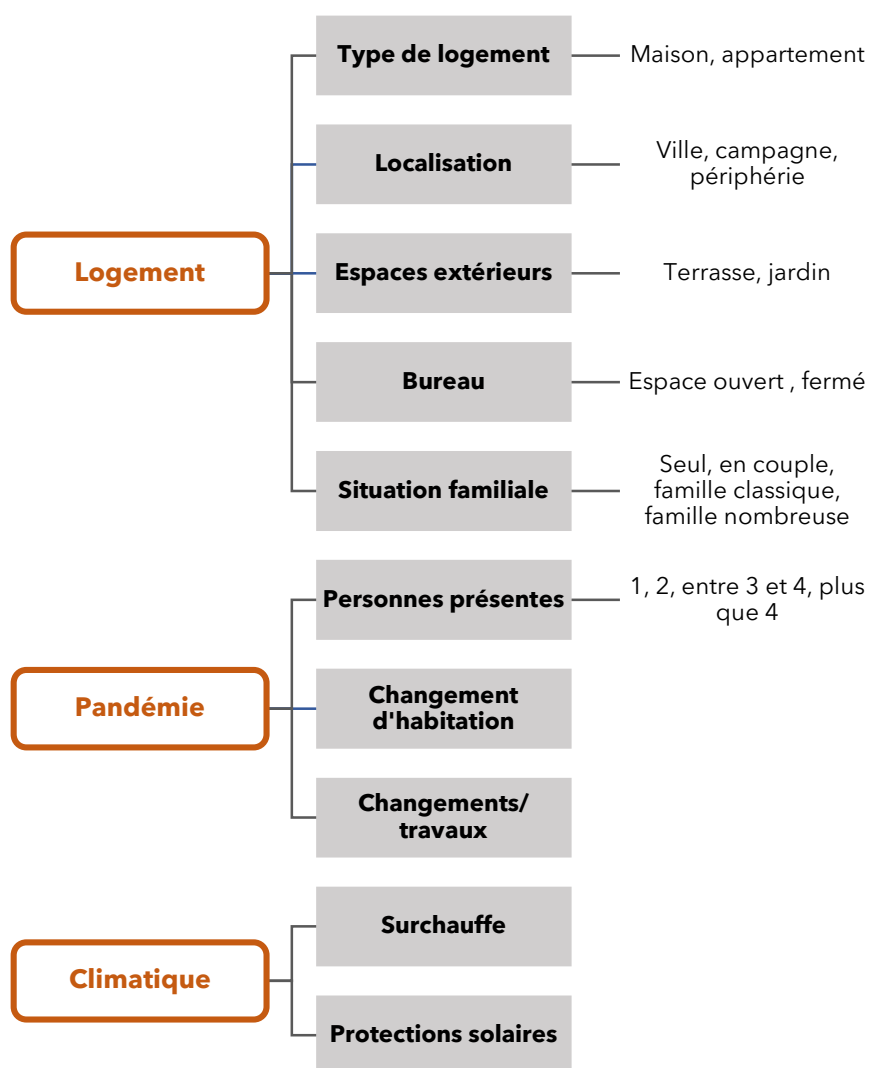 Type de logement
Maison, appartement
Localisation
Ville, campagne,
périphérie
Logement
Espaces extérieurs
Terrasse, jardin
Bureau
Espace ouvert , fermé
Situation familiale
Seul, en couple,
famille classique,
famille nombreuse
Personnes présentes
1, 2, entre 3 et 4, plus
que 4
Pandémie
Changement
d'habitation
Changements/
travaux
Surchauffe
Climatique
Protections solaires